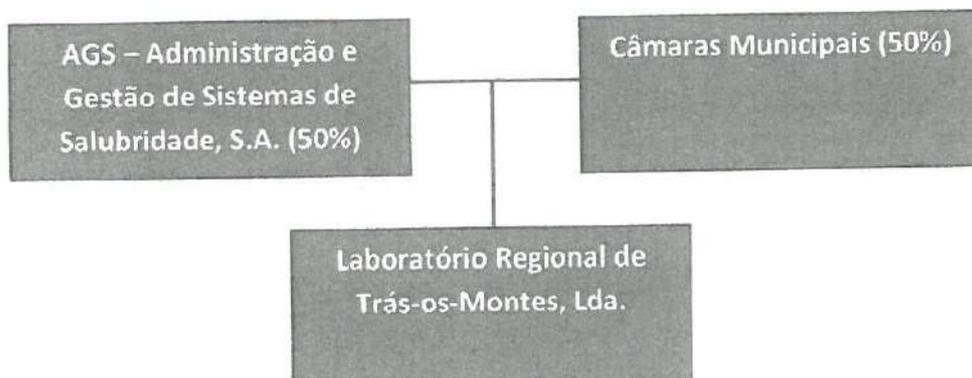 AGS – Administração e
Gestão de Sistemas de
Salubridade, S.A. (50%)
Câmaras Municipais (50%)
Laboratório Regional de
Trás-os-Montes, Lda.